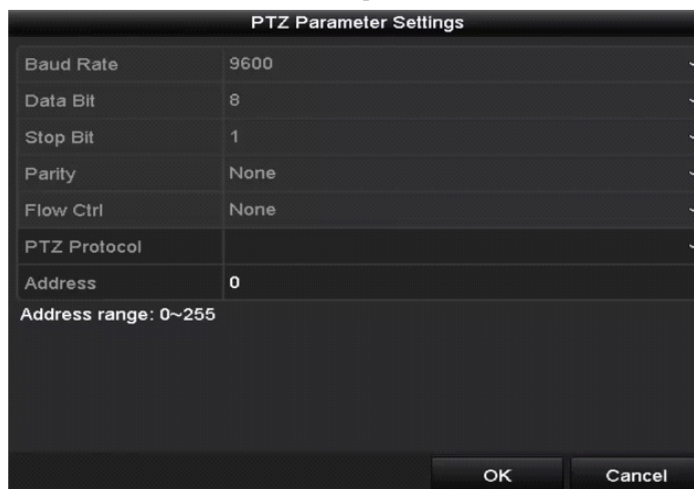 PTZ Parameter Settings
Baud Rate 9600
Data Bit 8
Stop Bit 1
Parity None
Flow Ctrl None
PTZ Protocol
Address 0
Address range: 0~255
OK Cancel